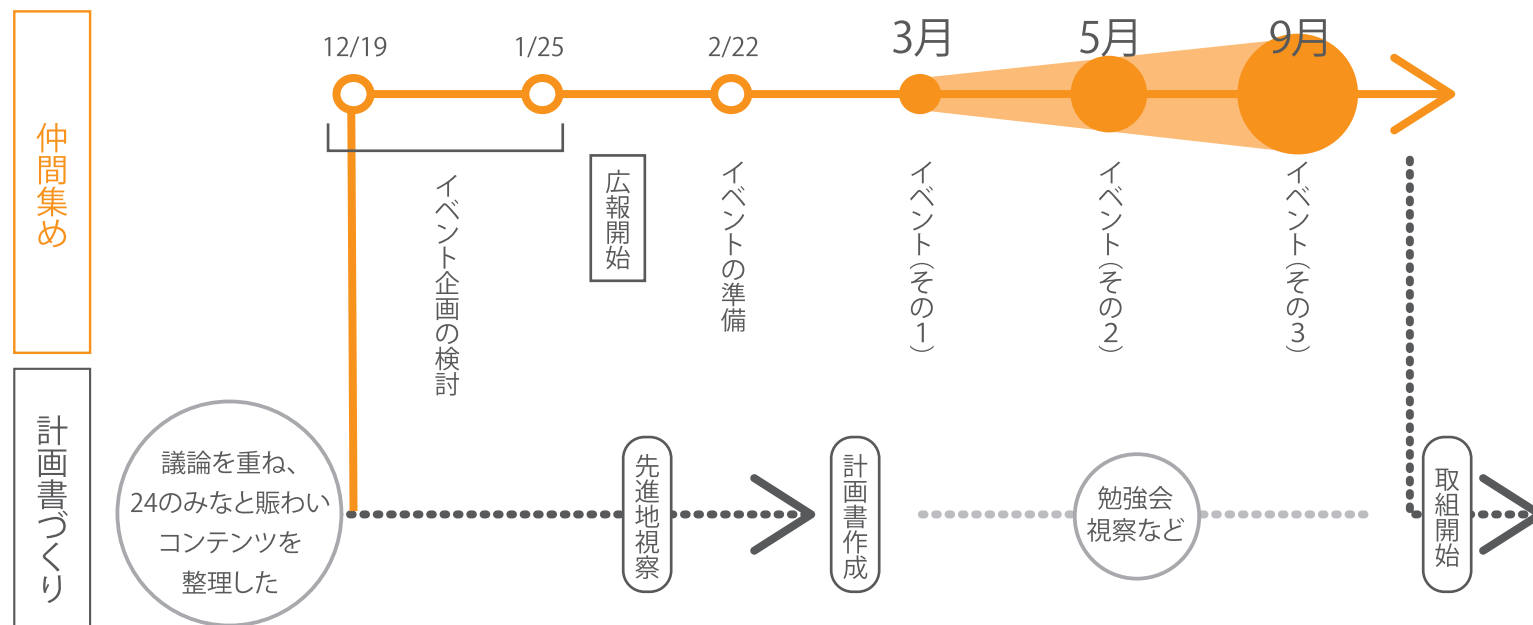 仲間集め
12/19
1/25
2/22
3月
5月
9月
イベント企画の検討
広報開始
イベントの準備
イベント（その1）
イベント（その2）
イベント（その3）
計画書づくり
議論を重ね、
24のみなと賑わい
コンテンツを
整理した
先進地視察
計画書作成
勉強会
視察など
取組開始